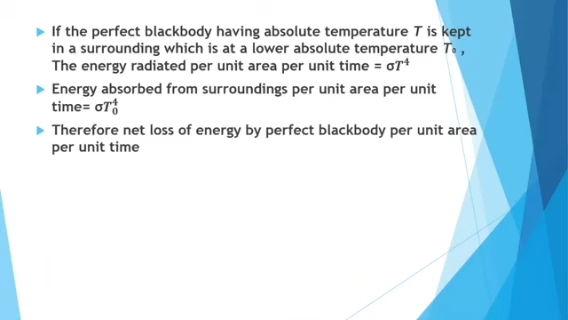 If the perfect blackbody having absolute temperature T is kept
in a surrounding which is at a lower absolute temperature T₀ ,
The energy radiated per unit area per unit time = σT⁴
Energy absorbed from surroundings per unit area per unit
time= σT₀⁴
Therefore net loss of energy by perfect blackbody per unit area
per unit time